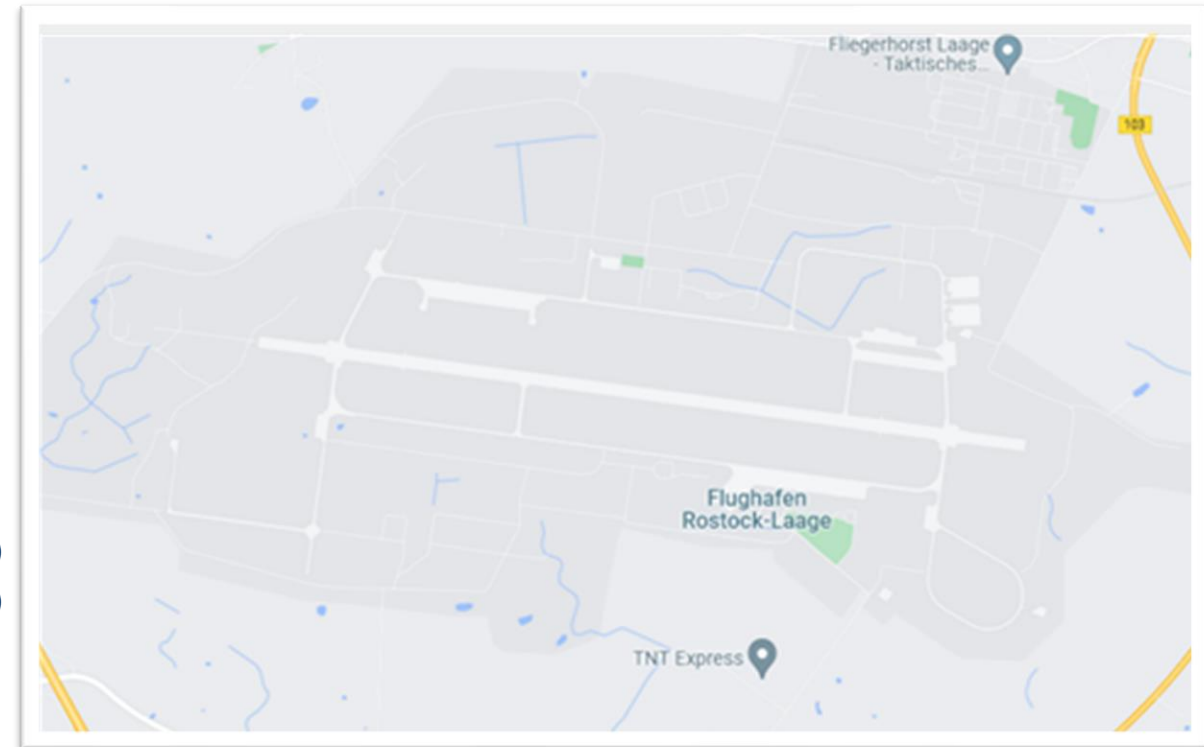 Fliegerhorst Laage
- Taktisches...
103
Flughafen
Rostock-Laage
TNT Express